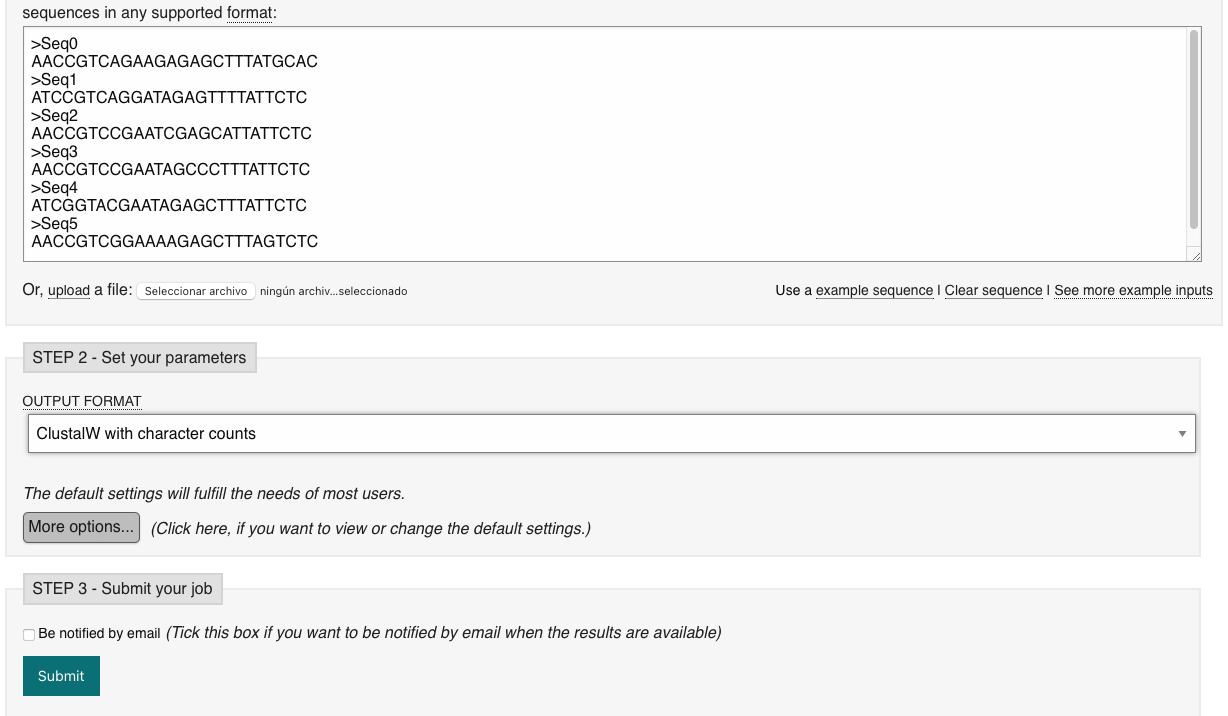 sequences in any supported format:
>Seq0
AACCGTCAGAAGAGAGCTTTATGCAC
>Seq1
ATCCGTCAGGATAGAGTTTTATTCTC
>Seq2
AACCGTCCGAATCGAGCATTATTCTC
>Seq3
AACCGTCCGAATAGCCCTTTATTCTC
>Seq4
ATCGGTACGAATAGAGCTTTATTCTC
>Seq5
AACCGTCGGAAAAGAGCTTTAGTCTC
Or, upload a file: Seleccionar archivo ningún archiv...seleccionado Use a example sequence | Clear sequence | See more example inputs
STEP 2 - Set your parameters
OUTPUT FORMAT
ClustalW with character counts
The default settings will fulfill the needs of most users.
More options... (Click here, if you want to view or change the default settings.)
STEP 3 - Submit your job
Be notified by email (Tick this box if you want to be notified by email when the results are available)
Submit